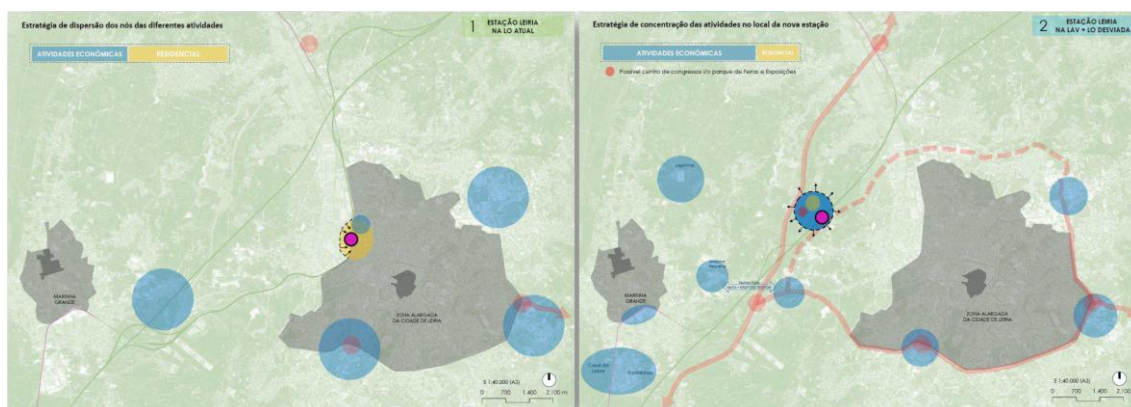 Estratégia de dispersão dos nós das diferentes atividades
1
ESTAÇÃO LEIRIA
NA LO ATUAL
ATIVIDADES ECONÓMICAS
RESIDENCIAL
MARINHA
GRANDE
ZONA ALARGADA
DA CIDADE DE LEIRIA
E 1:40.000 (A3)
0 700 1.400 2.100 m
Estratégia de concentração das atividades no local da nova estação
2
ESTAÇÃO LEIRIA
NA LAV + LO DESVIADA
ATIVIDADES ECONÓMICAS
RESIDENCIAL
Possível centro de congressos i/o parque de Feiras e Exposições
MARINHA
GRANDE
Casal da
Lebre
ZONA ALARGADA
DA CIDADE DE LEIRIA
E 1:40.000 (A3)
0 700 1.400 2.100 m